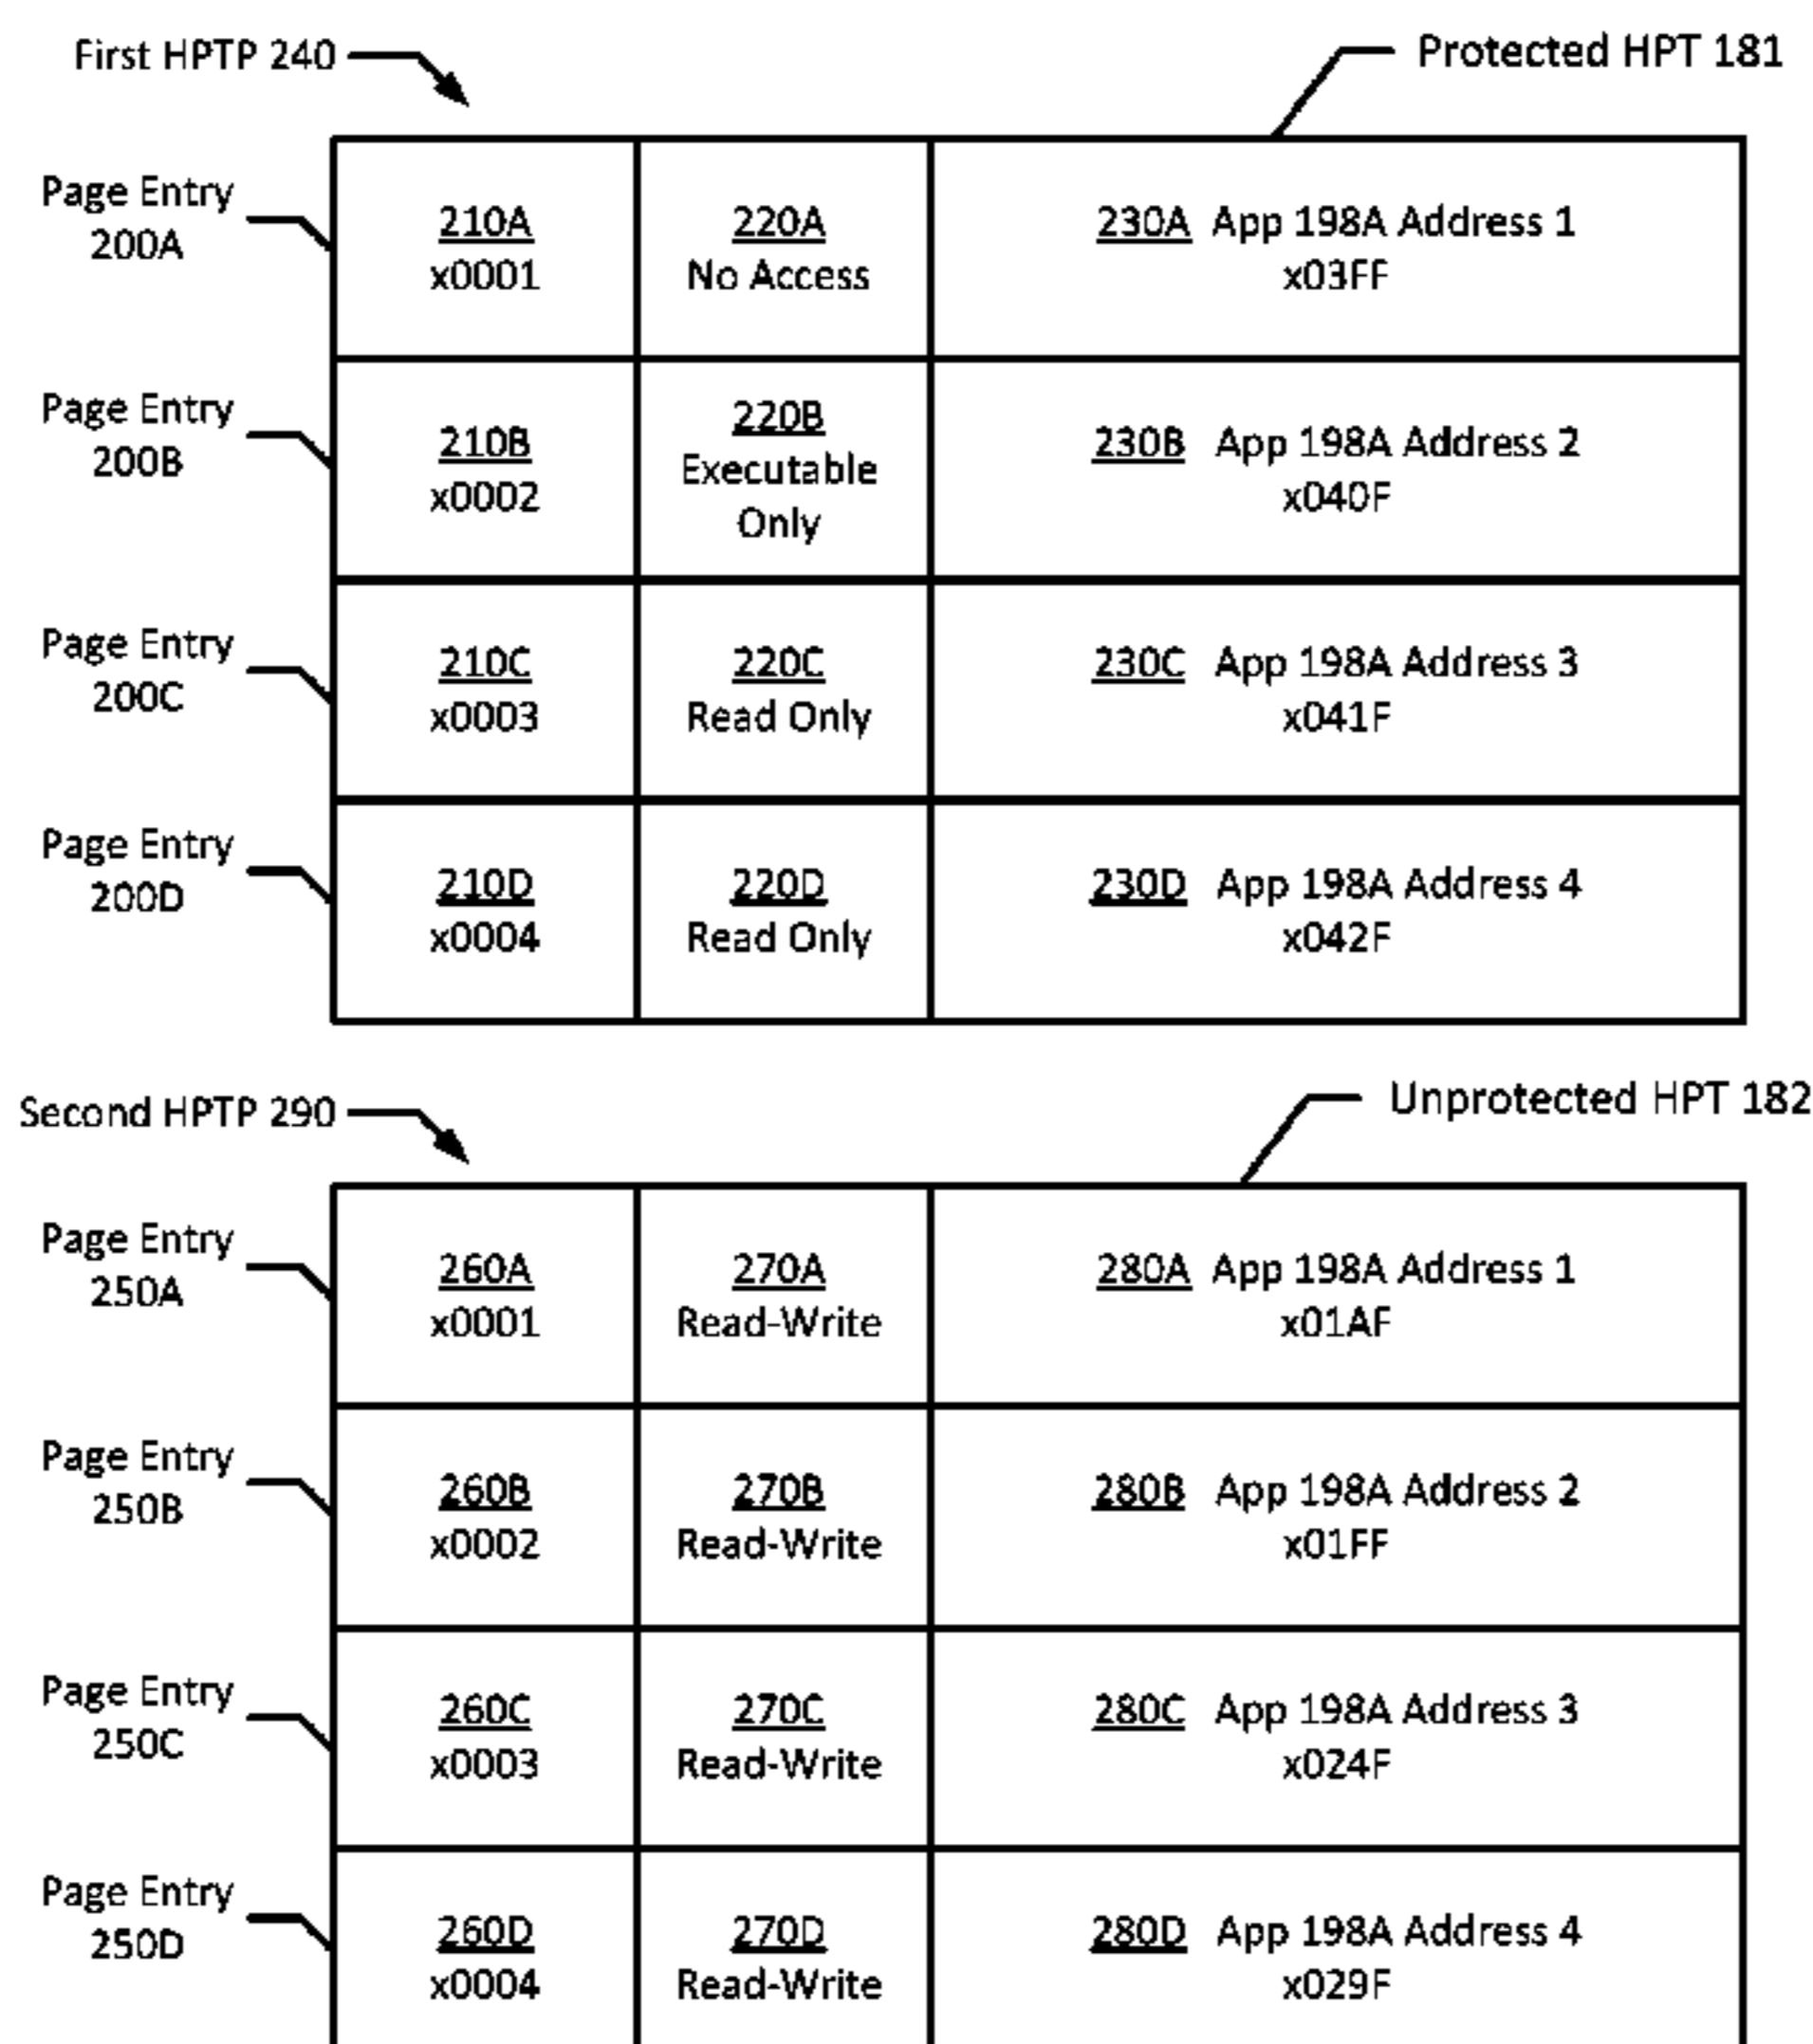 First HPTP 240
Protected HPT 181
Page Entry
200A
210A
x0001
220A
No Access
230A App 198A Address 1
x03FF
Page Entry
200B
210B
x0002
220B
Executable
Only
230B App 198A Address 2
x040F
Page Entry
200C
210C
x0003
220C
Read Only
230C App 198A Address 3
x041F
Page Entry
200D
210D
x0004
220D
Read Only
230D App 198A Address 4
x042F
Second HPTP 290
Unprotected HPT 182
Page Entry
250A
260A
x0001
270A
Read-Write
280A App 198A Address 1
x01AF
Page Entry
250B
260B
x0002
270B
Read-Write
280B App 198A Address 2
x01FF
Page Entry
250C
260C
x0003
270C
Read-Write
280C App 198A Address 3
x024F
Page Entry
250D
260D
x0004
270D
Read-Write
280D App 198A Address 4
x029F